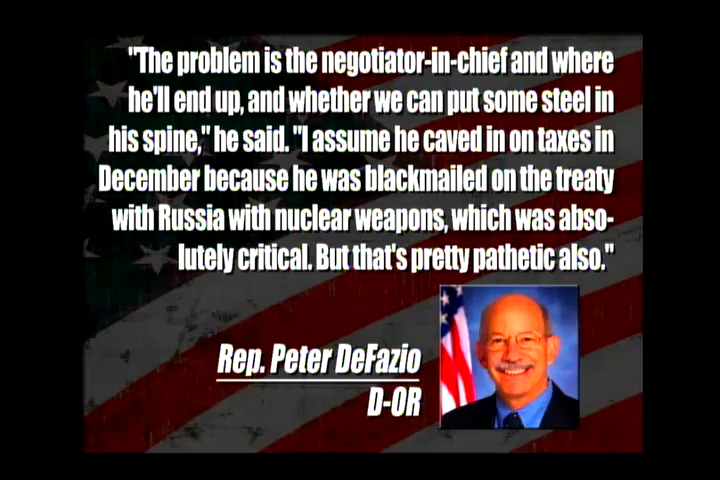 "The problem is the negotiator-in-chief and where
he'll end up, and whether we can put some steel in
his spine," he said. "I assume he caved in on taxes in
December because he was blackmailed on the treaty
with Russia with nuclear weapons, which was abso-
lutely critical. But that's pretty pathetic also."
Rep. Peter DeFazio
D-OR